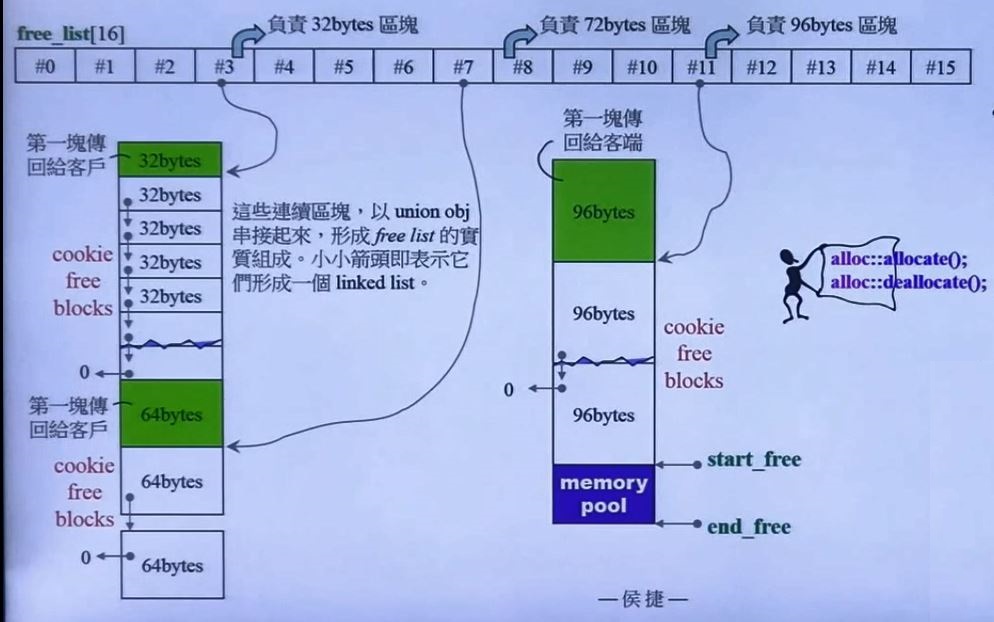 free_list[16]
負責 32bytes 區塊
負責 72bytes 區塊
負責 96bytes 區塊
#0 #1 #2 #3 #4 #5 #6 #7 #8 #9 #10 #11 #12 #13 #14 #15
第一塊傳
回給客戶
32bytes
32bytes
32bytes
32bytes
32bytes
cookie
free
blocks
0
這些連續區塊,以 union obj
串接起來,形成 free list 的實
質組成。小小箭頭即表示它
們形成一個 linked list。
第一塊傳
回給客戶
64bytes
cookie
free
blocks
64bytes
0
64bytes
第一塊傳
回給客端
96bytes
96bytes
cookie
free
blocks
0
96bytes
memory
pool
start_free
end_free
alloc::allocate();
alloc::deallocate();
—侯捷—